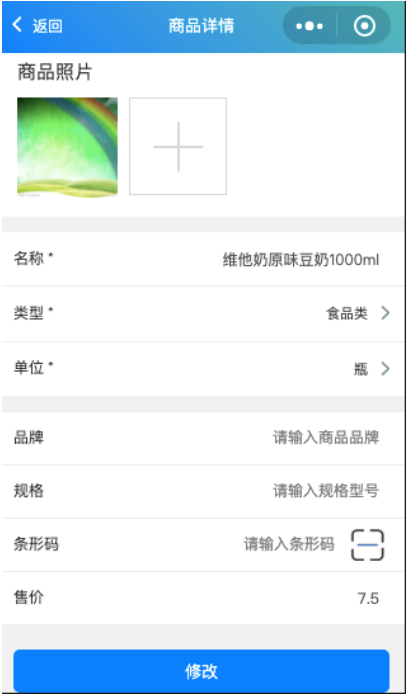 返回 商品详情
商品照片
名称 * 维他奶原味豆奶1000ml
类型 * 食品类
单位 * 瓶
品牌 请输入商品品牌
规格 请输入规格型号
条形码 请输入条形码
售价 7.5
修改